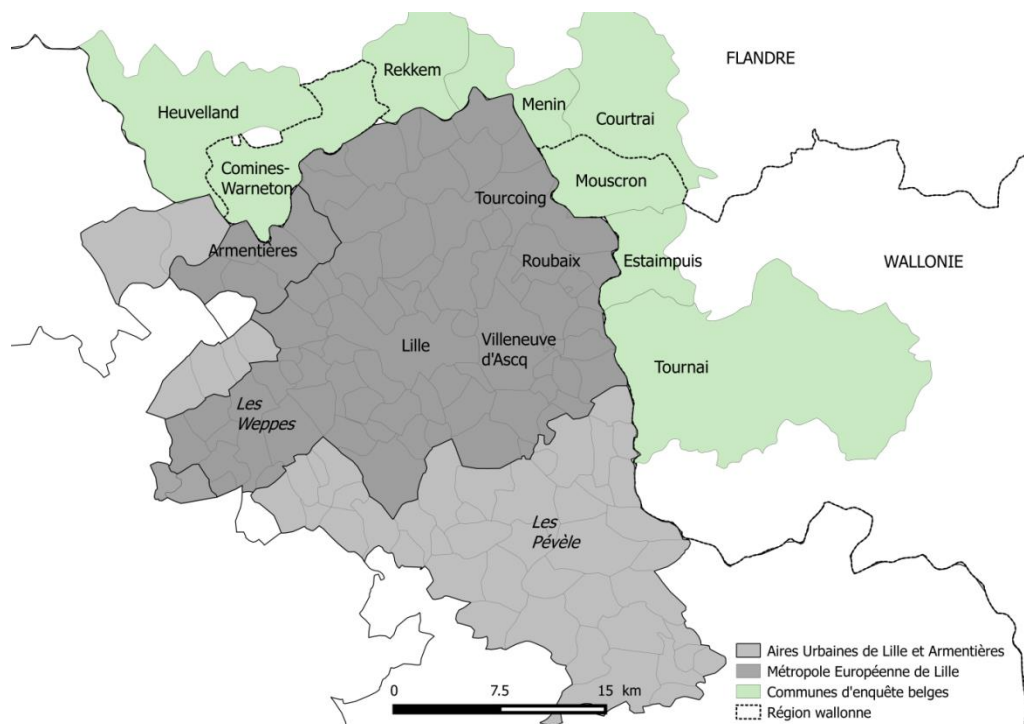 FLANDRE
Rekkem
Heuvelland
Menin
Courtrai
Comines-
Warneton
Mouscron
Tourcoing
Armentières
Roubaix
Estaimpuis
WALLONIE
Lille
Villeneuve
d'Ascq
Tournai
Les
Weppes
Les
Pévèle
Aires Urbaines de Lille et Armentières
Métropole Européenne de Lille
Communes d'enquête belges
Région wallonne
0 7.5 15 km